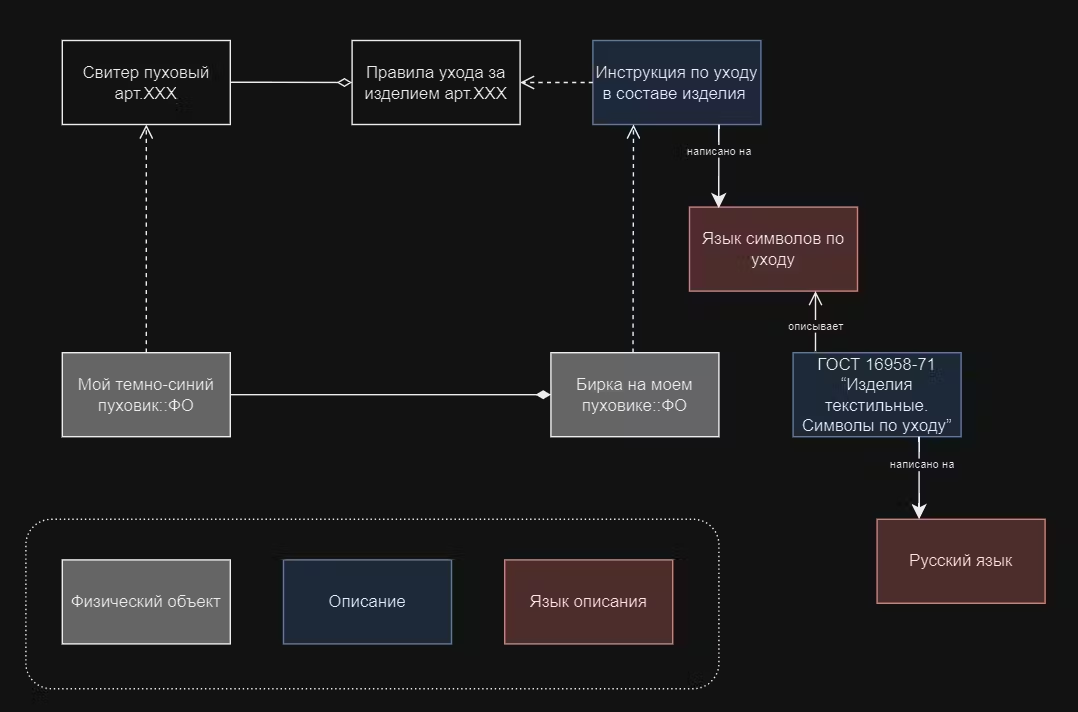 Свитер пуховый
арт.XXX
Правила ухода за
изделием арт.XXX
Инструкция по уходу
в составе изделия
написано на
Язык символов по
уходу
описывает
Мой темно-синий
пуховик::ФО
Бирка на моем
пуховике::ФО
ГОСТ 16958-71
“Изделия
текстильные.
Символы по уходу”
написано на
Русский язык
Физический объект
Описание
Язык описания